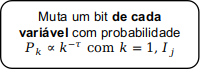 Muta um bit de cada
variável com probabilidade
P_k ∝ k^{-τ} com k = 1, I_j